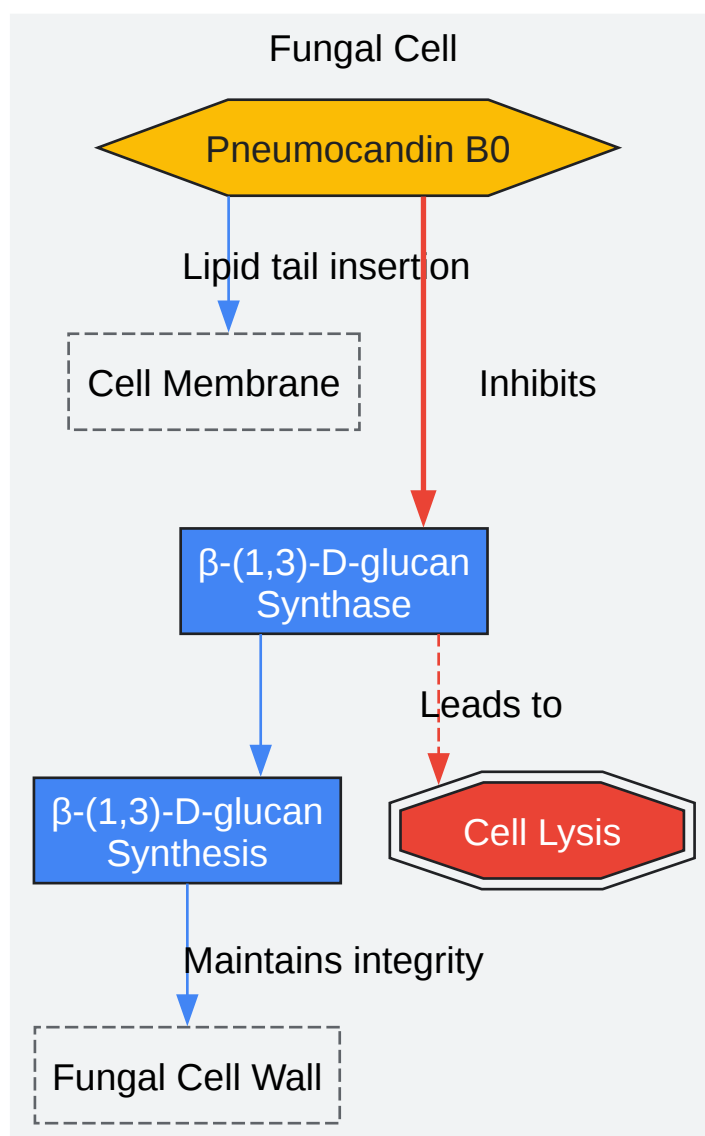 Fungal Cell
Pneumocandin B0
Lipid tail insertion
Cell Membrane
Inhibits
β-(1,3)-D-glucan
Synthase
Leads to
β-(1,3)-D-glucan
Synthesis
Cell Lysis
Maintains integrity
Fungal Cell Wall